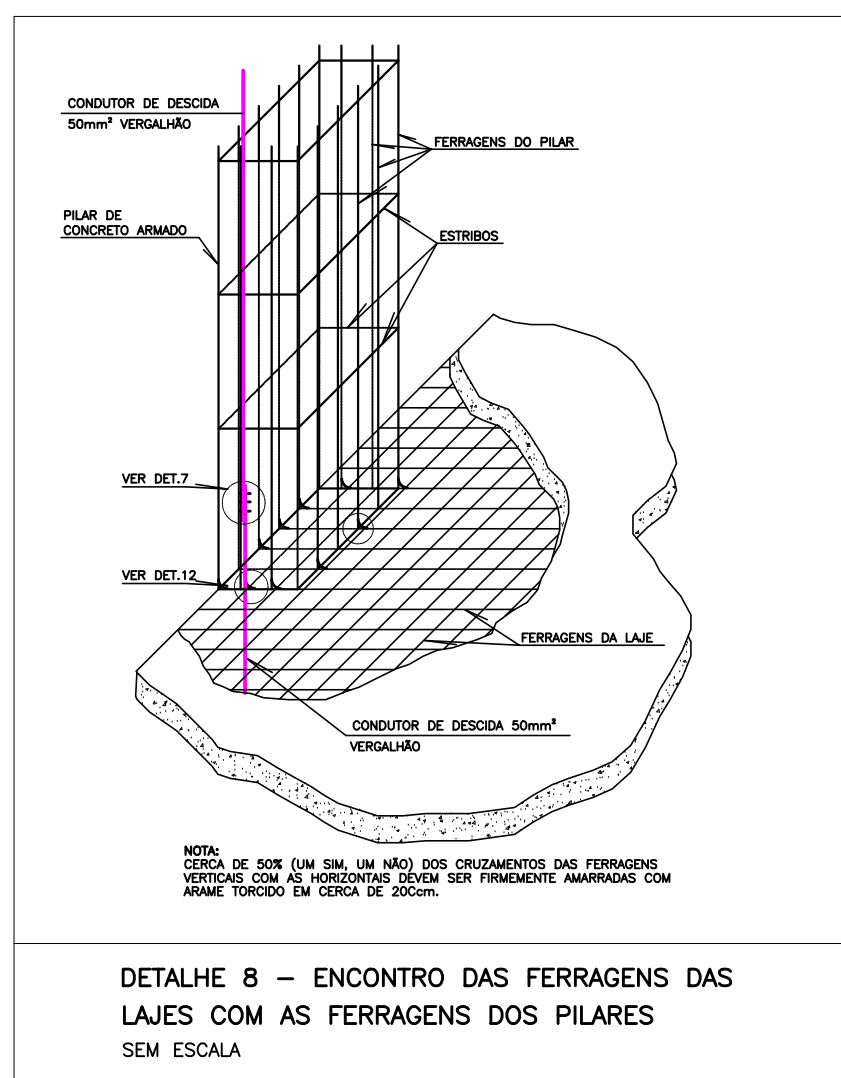 CONDUTOR DE DESCIDA
50mm² VERGALHÃO
FERRAGENS DO PILAR
PILAR DE
CONCRETO ARMADO
ESTRIBOS
VER DET.7
VER DET.12
FERRAGENS DA LAJE
CONDUTOR DE DESCIDA 50mm²
VERGALHÃO
NOTA:
CERCA DE 50% (UM SIM, UM NÃO) DOS CRUZAMENTOS DAS FERRAGENS
VERTICAIS COM AS HORIZONTAIS DEVEM SER FIRMEMENTE AMARRADAS COM
ARAME TORCIDO EM CERCA DE 20Ccm.
DETALHE 8 – ENCONTRO DAS FERRAGENS DAS
LAJES COM AS FERRAGENS DOS PILARES
SEM ESCALA